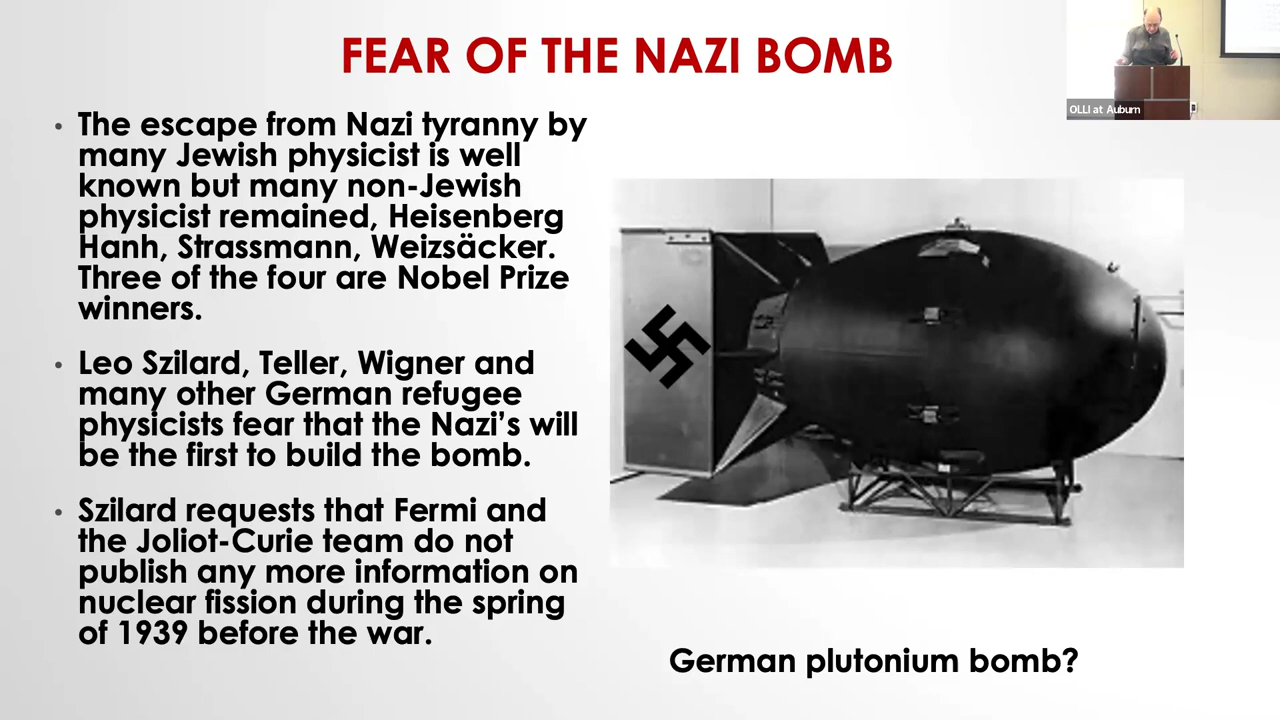 FEAR OF THE NAZI BOMB
OLLI at Auburn
• The escape from Nazi tyranny by
many Jewish physicist is well
known but many non-Jewish
physicist remained, Heisenberg
Hanh, Strassmann, Weizsäcker.
Three of the four are Nobel Prize
winners.
• Leo Szilard, Teller, Wigner and
many other German refugee
physicists fear that the Nazi’s will
be the first to build the bomb.
• Szilard requests that Fermi and
the Joliot-Curie team do not
publish any more information on
nuclear fission during the spring
of 1939 before the war.
German plutonium bomb?